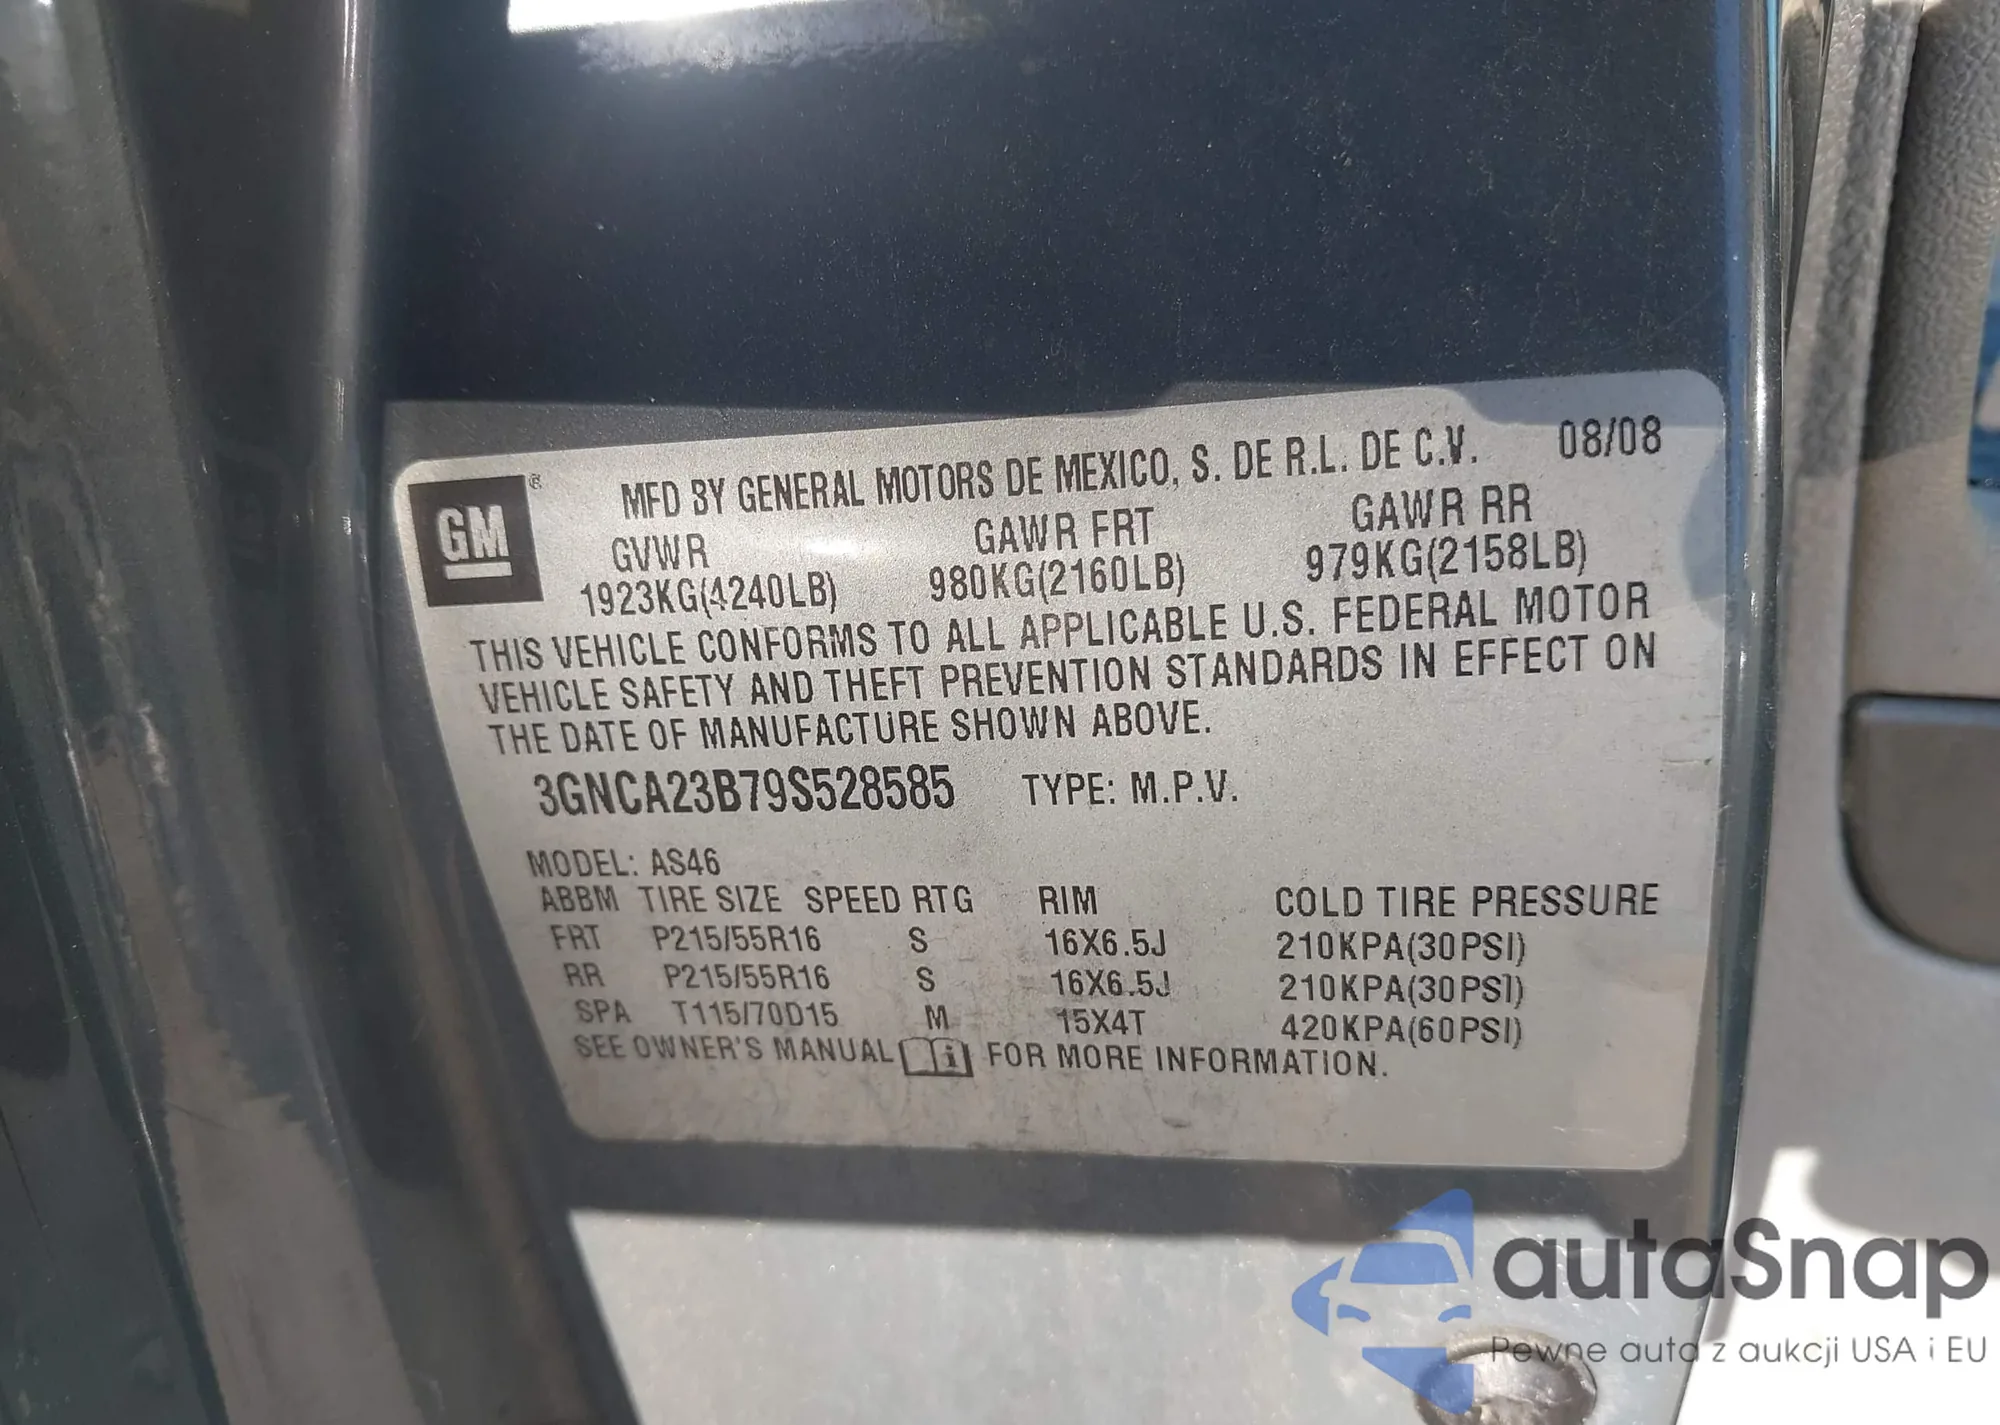 MFD BY GENERAL MOTORS DE MEXICO, S. DE R.L. DE C.V. 08/08
GM ®
GVWR GAWR FRT GAWR RR
1923KG(4240LB) 980KG(2160LB) 979KG(2158LB)
THIS VEHICLE CONFORMS TO ALL APPLICABLE U.S. FEDERAL MOTOR
VEHICLE SAFETY AND THEFT PREVENTION STANDARDS IN EFFECT ON
THE DATE OF MANUFACTURE SHOWN ABOVE.
3GNCA23B79S528585 TYPE: M.P.V.
MODEL: AS46
ABBM TIRE SIZE SPEED RTG RIM COLD TIRE PRESSURE
FRT P215/55R16 S 16X6.5J 210KPA(30PSI)
RR P215/55R16 S 16X6.5J 210KPA(30PSI)
SPA T115/70D15 M 15X4T 420KPA(60PSI)
SEE OWNER'S MANUAL i FOR MORE INFORMATION.
autaSnap
Pewne auta z aukcji USA i EU